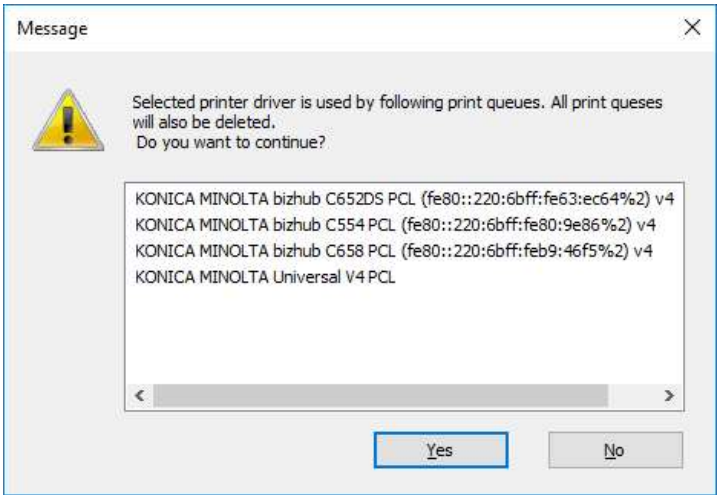 Message
Selected printer driver is used by following print queues. All print queses
will also be deleted.
Do you want to continue?
KONICA MINOLTA bizhub C652DS PCL (fe80::220:6bff:fe63:ec64%2) v4
KONICA MINOLTA bizhub C554 PCL (fe80::220:6bff:fe80:9e86%2) v4
KONICA MINOLTA bizhub C658 PCL (fe80::220:6bff:feb9:46f5%2) v4
KONICA MINOLTA Universal V4 PCL
Yes
No